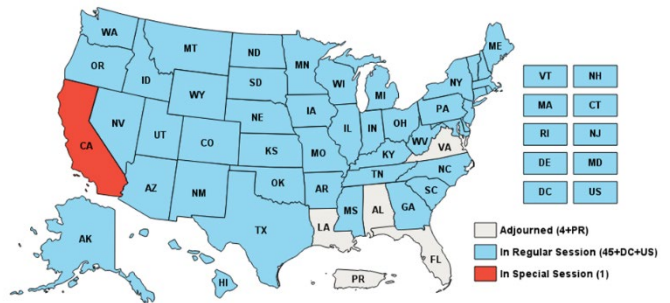 WA
MT
ND
MN
ME
OR
ID
SD
WI
NY
WY
MI
IA
PA
NE
NV
IL
IN
OH
UT
CO
WV
VA
CA
KS
MO
KY
NC
TN
AZ
NM
OK
AR
SC
MS
AL
GA
TX
LA
AK
FL
HI
PR
VT NH
MA CT
RI NJ
DE MD
DC US
Adjourned (4+PR)
In Regular Session (45+DC+US)
In Special Session (1)